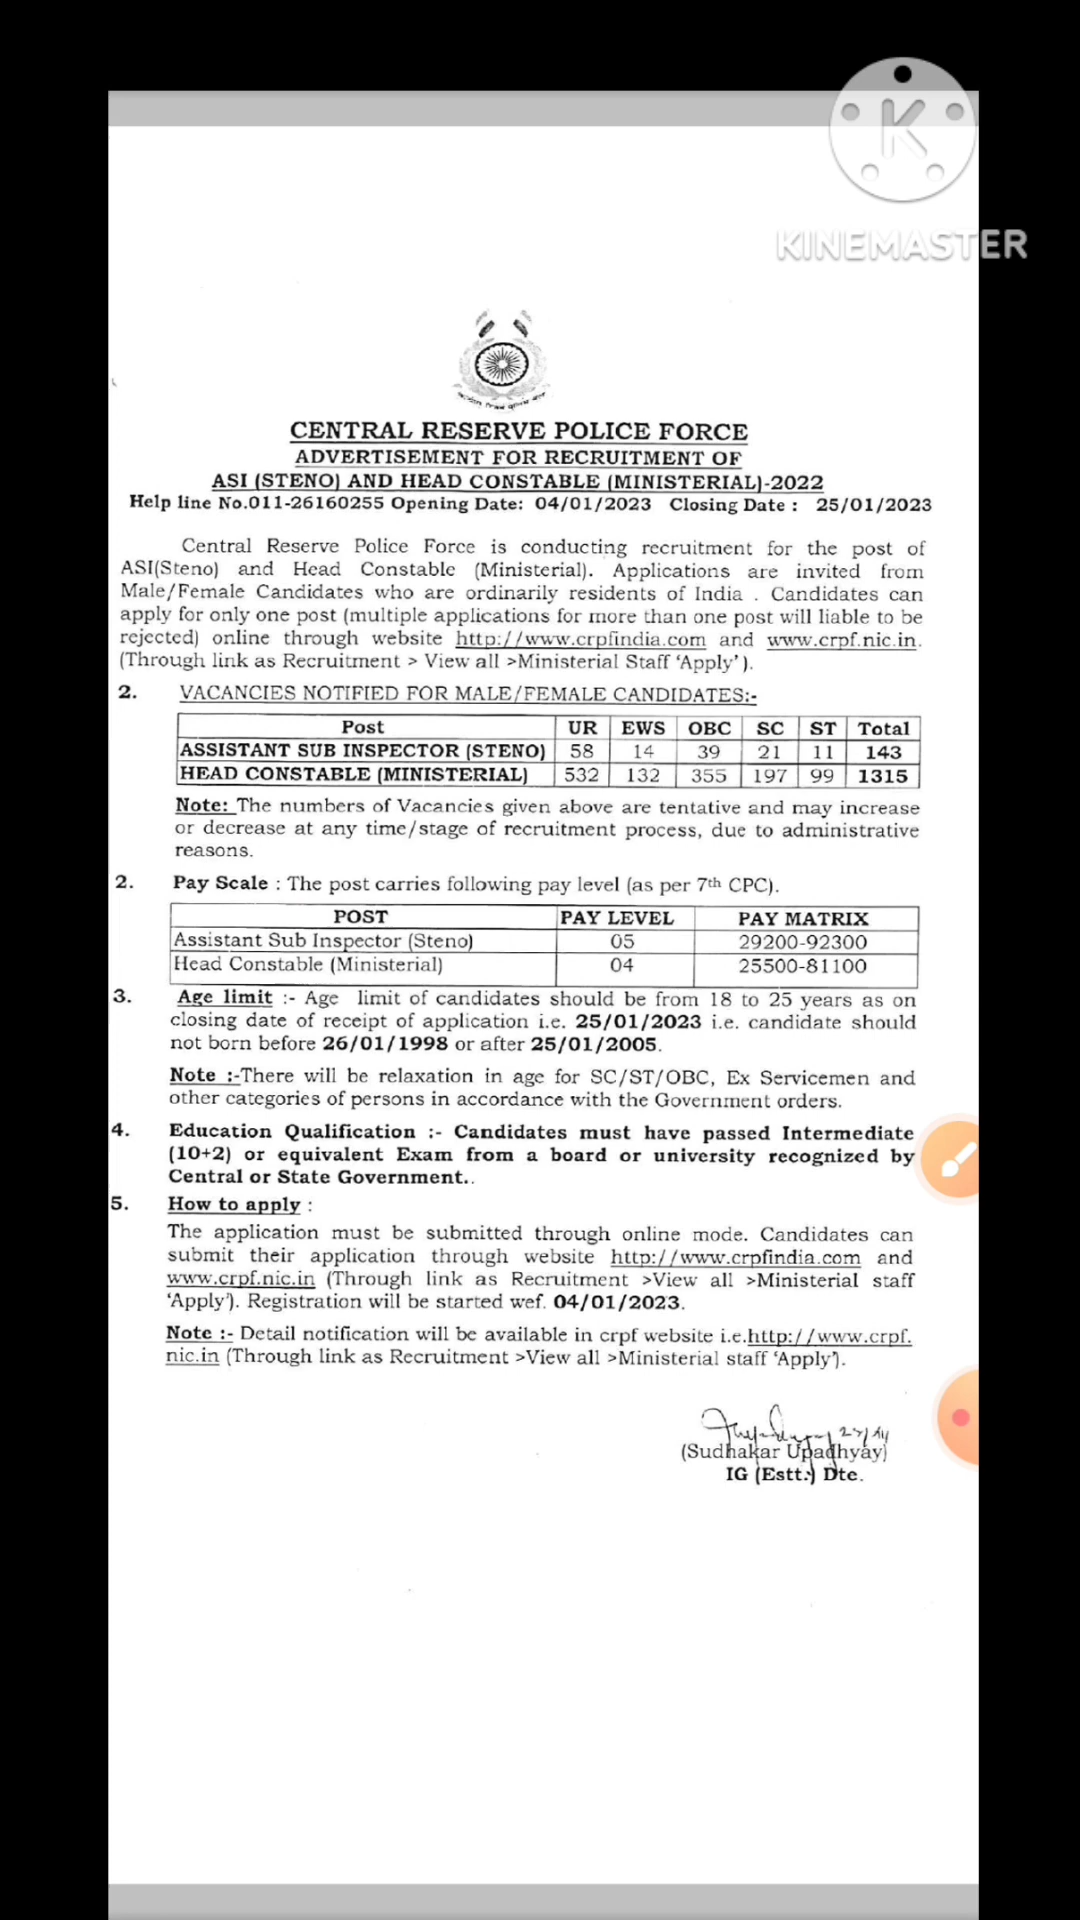 K
KINEMASTER
CENTRAL RESERVE POLICE FORCE
ADVERTISEMENT FOR RECRUITMENT OF
ASI (STENO) AND HEAD CONSTABLE (MINISTERIAL)-2022
Help line No.011-26160255 Opening Date: 04/01/2023 Closing Date : 25/01/2023
Central Reserve Police Force is conducting recruitment for the post of
ASI(Steno) and Head Constable (Ministerial). Applications are invited from
Male/Female Candidates who are ordinarily residents of India . Candidates can
apply for only one post (multiple applications for more than one post will liable to be
rejected) online through website http://www.crpfindia.com and www.crpf.nic.in.
(Through link as Recruitment > View all >Ministerial Staff 'Apply').
2. VACANCIES NOTIFIED FOR MALE/FEMALE CANDIDATES:-
Post UR EWS OBC SC ST Total
ASSISTANT SUB INSPECTOR (STENO) 58 14 39 21 11 143
HEAD CONSTABLE (MINISTERIAL) 532 132 355 197 99 1315
Note: The numbers of Vacancies given above are tentative and may increase
or decrease at any time/stage of recruitment process, due to administrative
reasons.
2. Pay Scale : The post carries following pay level (as per 7th CPC).
POST PAY LEVEL PAY MATRIX
Assistant Sub Inspector (Steno) 05 29200-92300
Head Constable (Ministerial) 04 25500-81100
3. Age limit :- Age limit of candidates should be from 18 to 25 years as on
closing date of receipt of application i.e. 25/01/2023 i.e. candidate should
not born before 26/01/1998 or after 25/01/2005.
Note :-There will be relaxation in age for SC/ST/OBC, Ex Servicemen and
other categories of persons in accordance with the Government orders.
4. Education Qualification :- Candidates must have passed Intermediate
(10+2) or equivalent Exam from a board or university recognized by
Central or State Government..
5. How to apply :
The application must be submitted through online mode. Candidates can
submit their application through website http://www.crpfindia.com and
www.crpf.nic.in (Through link as Recruitment >View all >Ministerial staff
'Apply'). Registration will be started wef. 04/01/2023.
Note :- Detail notification will be available in crpf website i.e.http://www.crpf.
nic.in (Through link as Recruitment >View all >Ministerial staff 'Apply').
(Sudhakar Upadhyay)
IG (Estt.) Dte.